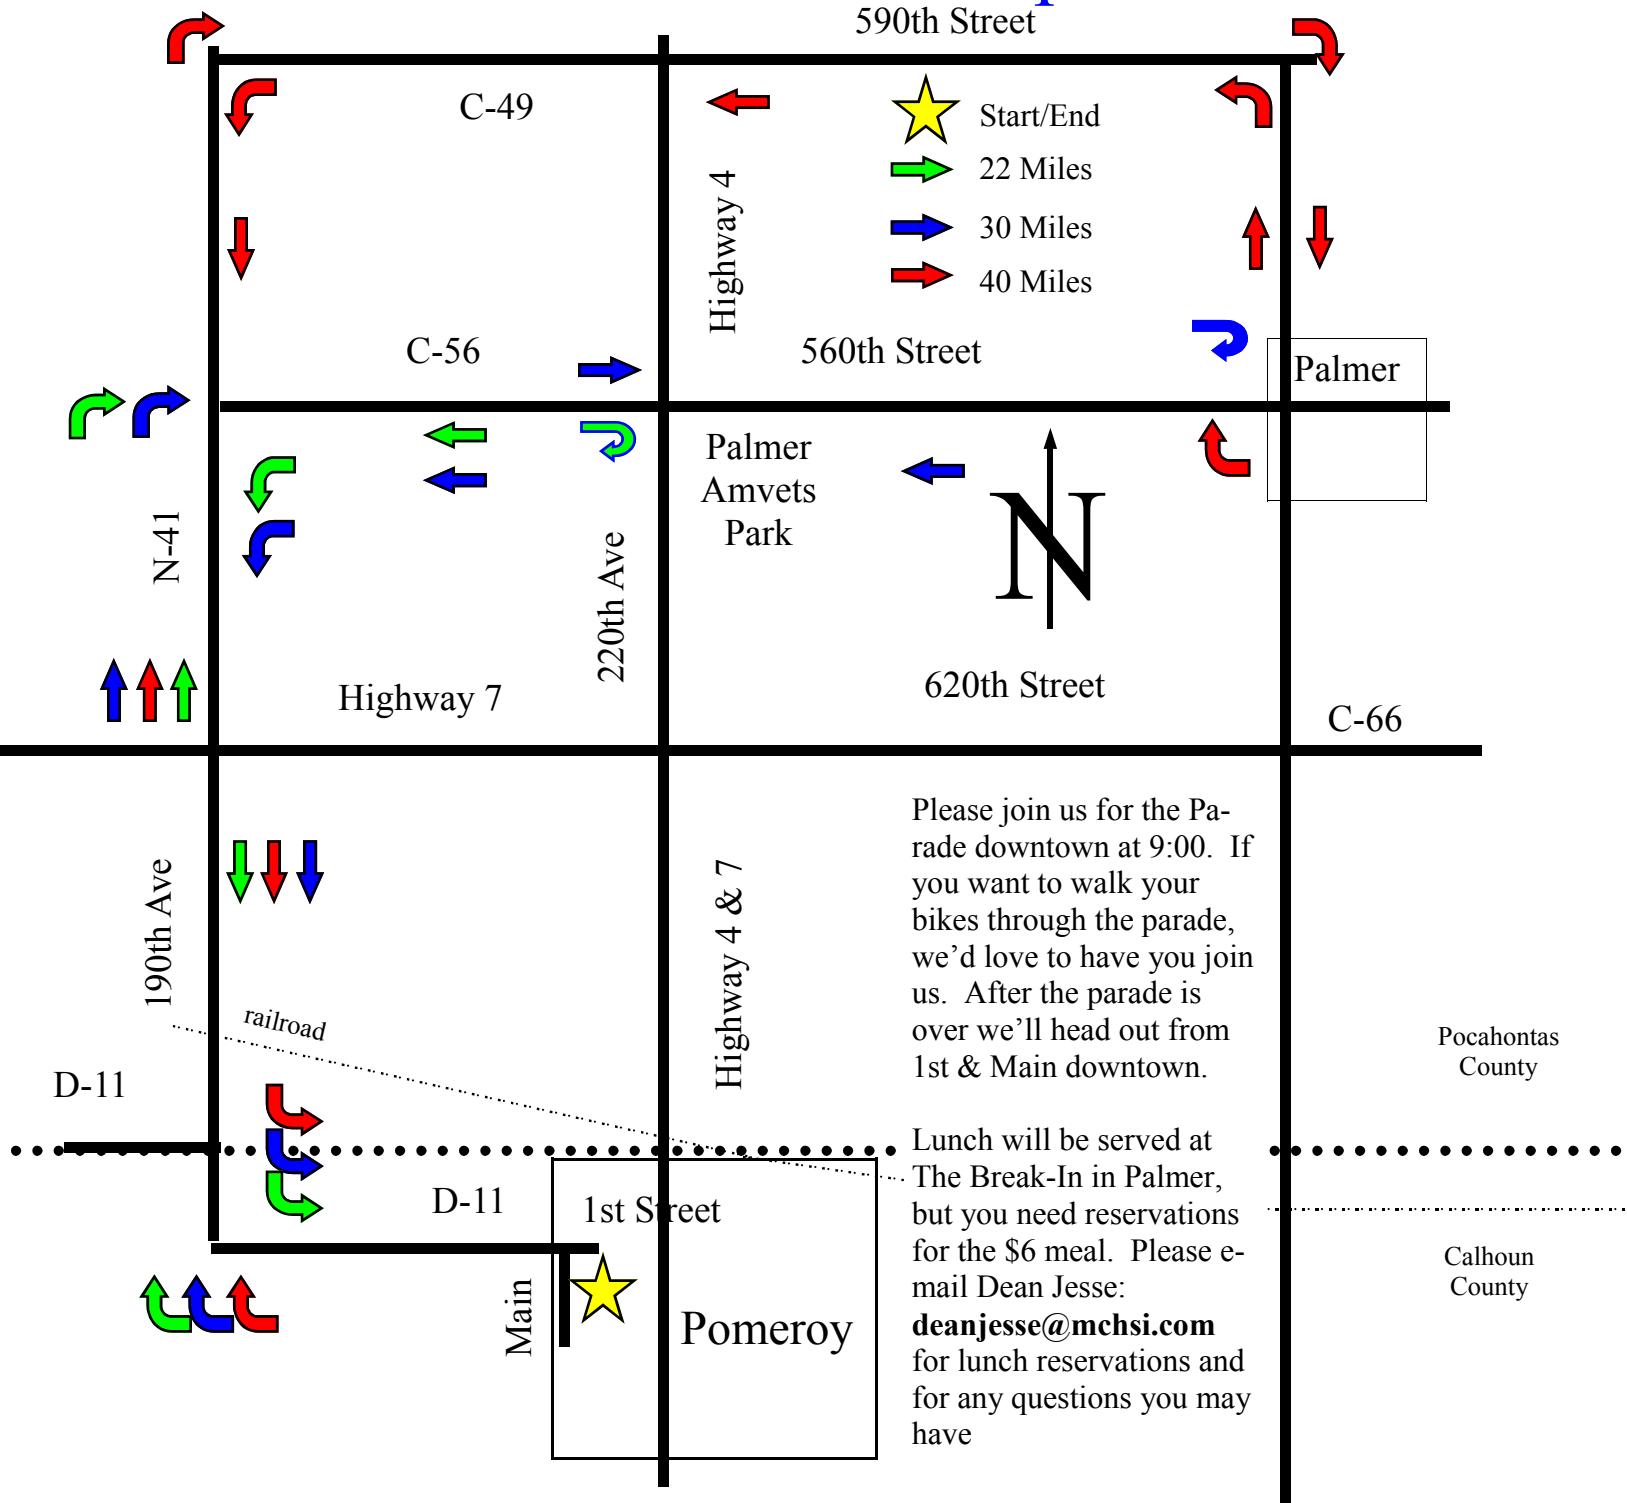 590th Street
C-49
Start/End
22 Miles
30 Miles
40 Miles
Highway 4
C-56
560th Street
Palmer
Palmer
Amvets
Park
N
N-41
220th Ave
Highway 7
620th Street
C-66
190th Ave
Highway 4 & 7
Please join us for the Pa-
rade downtown at 9:00.  If
you want to walk your
bikes through the parade,
we’d love to have you join
us.  After the parade is
over we’ll head out from
1st & Main downtown.
railroad
Pocahontas
County
D-11
Lunch will be served at
The Break-In in Palmer,
but you need reservations
for the $6 meal.  Please e-
mail Dean Jesse:
deanjesse@mchsi.com
for lunch reservations and
for any questions you may
have
D-11
1st Street
Calhoun
County
Main
Pomeroy